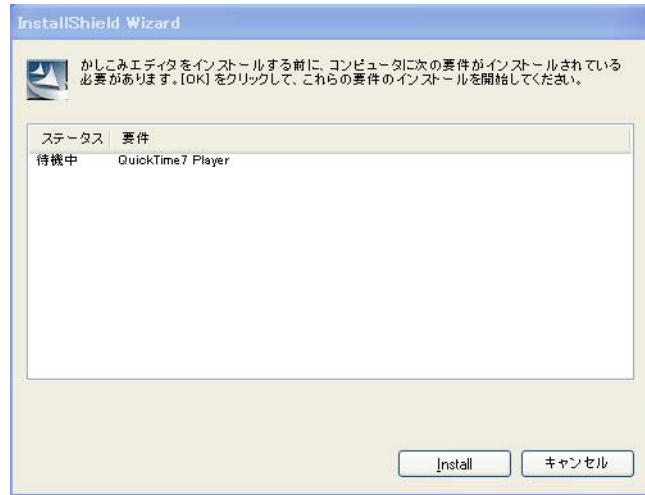 InstallShield Wizard
かしこみエディタをインストールする前に、コンピュータに次の要件がインストールされている
必要があります。[OK] をクリックして、これらの要件のインストールを開始してください。
ステータス 要件
待機中 QuickTime7 Player
Install キャンセル